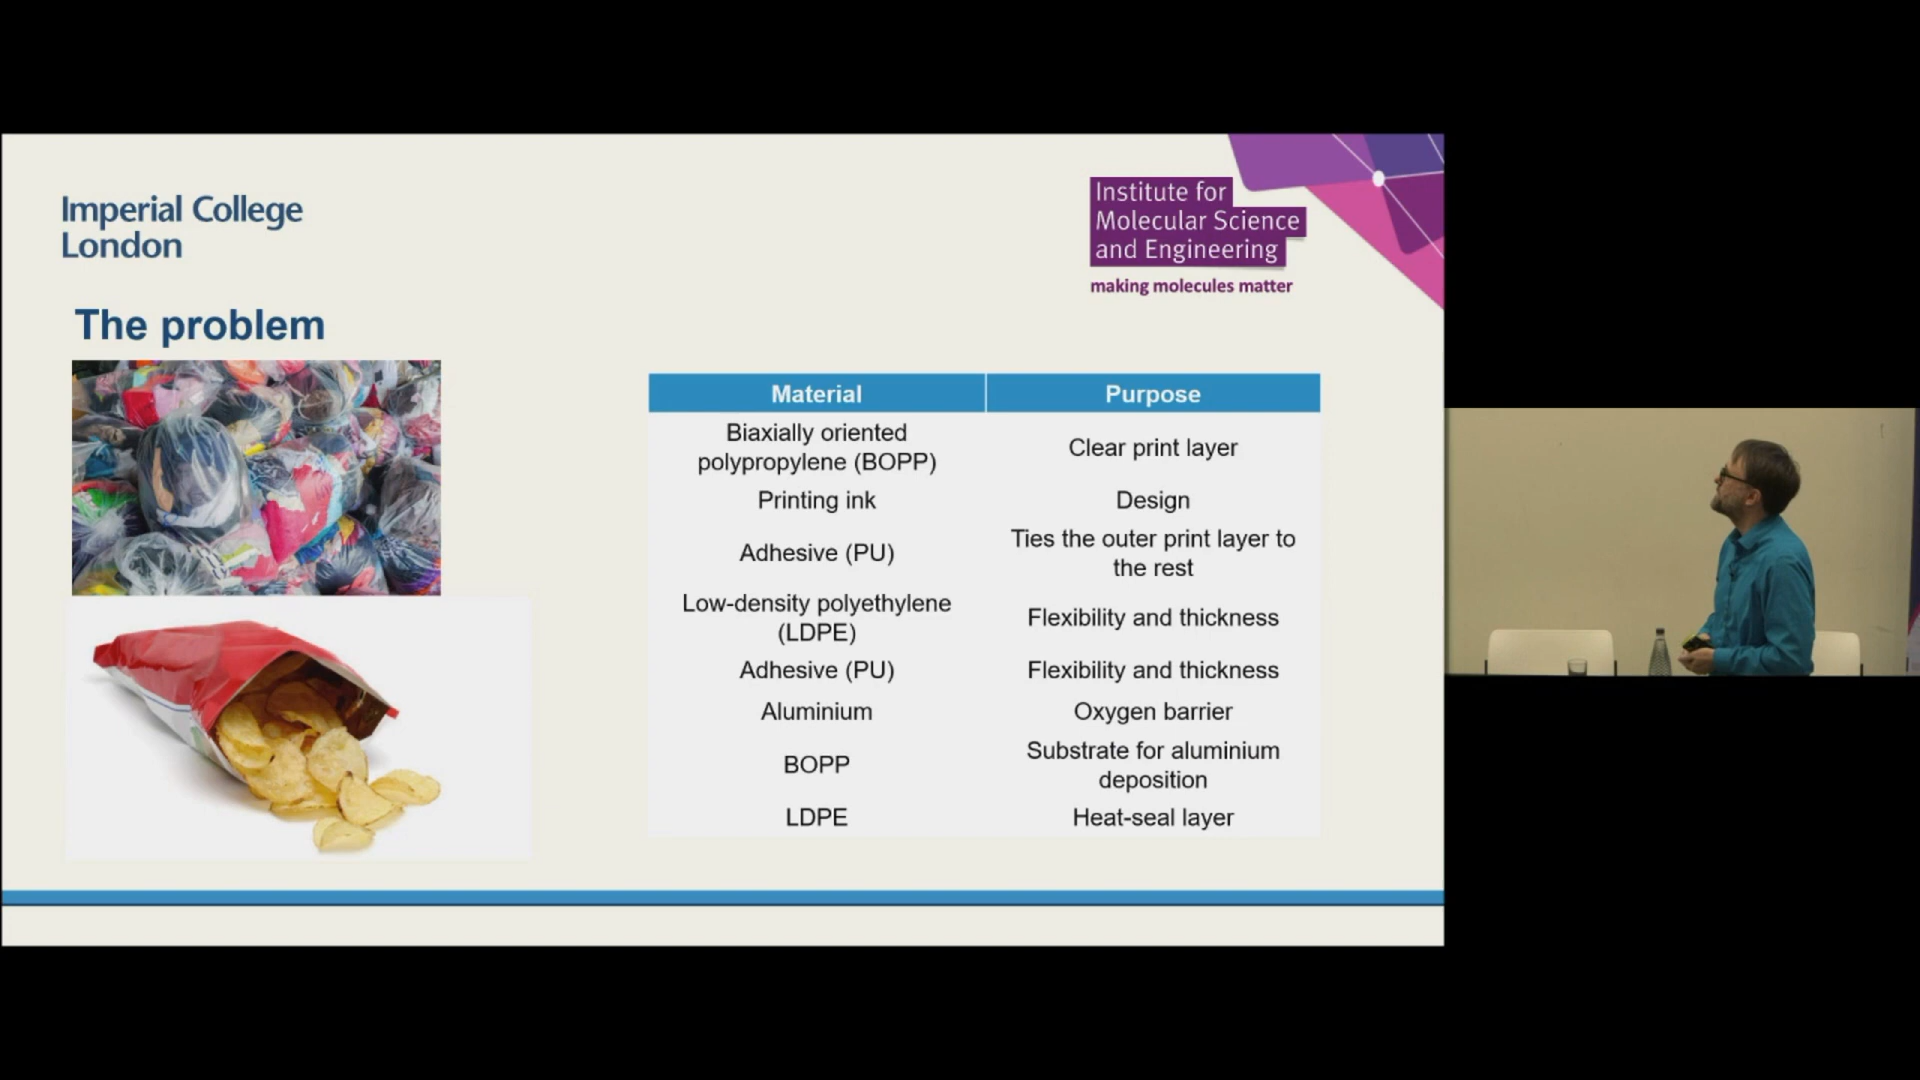 Imperial College
London
Institute for
Molecular Science
and Engineering
making molecules matter
The problem
Material
Purpose
Biaxially oriented
polypropylene (BOPP)
Clear print layer
Printing ink
Design
Adhesive (PU)
Ties the outer print layer to
the rest
Low-density polyethylene
(LDPE)
Flexibility and thickness
Adhesive (PU)
Flexibility and thickness
Aluminium
Oxygen barrier
BOPP
Substrate for aluminium
deposition
LDPE
Heat-seal layer